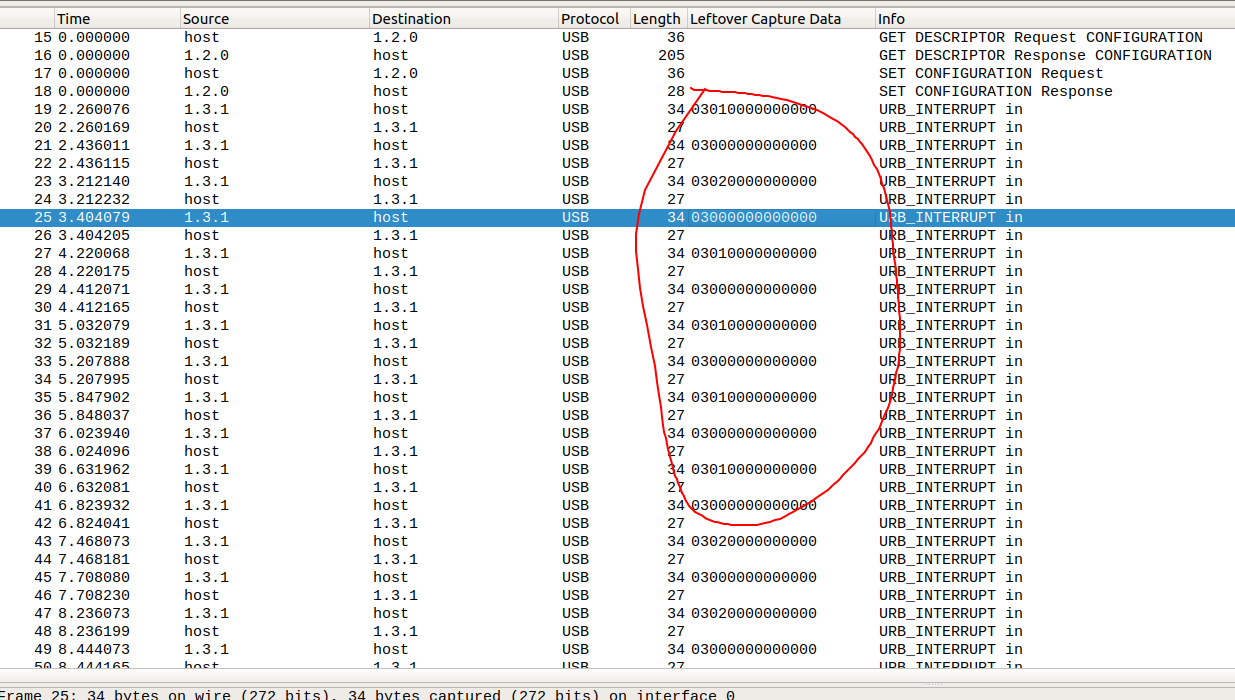 Time Source Destination Protocol Length Leftover Capture Data Info
15 0.000000 host 1.2.0 USB 36 GET DESCRIPTOR Request CONFIGURATION
16 0.000000 1.2.0 host USB 205 GET DESCRIPTOR Response CONFIGURATION
17 0.000000 host 1.2.0 USB 36 SET CONFIGURATION Request
18 0.000000 1.2.0 host USB 28 SET CONFIGURATION Response
19 2.260076 1.3.1 host USB 34 03010000000000 URB_INTERRUPT in
20 2.260169 host 1.3.1 USB 27 URB_INTERRUPT in
21 2.436011 1.3.1 host USB 34 03000000000000 URB_INTERRUPT in
22 2.436115 host 1.3.1 USB 27 URB_INTERRUPT in
23 3.212140 1.3.1 host USB 34 03020000000000 URB_INTERRUPT in
24 3.212232 host 1.3.1 USB 27 URB_INTERRUPT in
25 3.404079 1.3.1 host USB 34 03000000000000 URB_INTERRUPT in
26 3.404205 host 1.3.1 USB 27 URB_INTERRUPT in
27 4.220068 1.3.1 host USB 34 03010000000000 URB_INTERRUPT in
28 4.220175 host 1.3.1 USB 27 URB_INTERRUPT in
29 4.412071 1.3.1 host USB 34 03000000000000 URB_INTERRUPT in
30 4.412165 host 1.3.1 USB 27 URB_INTERRUPT in
31 5.032079 1.3.1 host USB 34 03010000000000 URB_INTERRUPT in
32 5.032189 host 1.3.1 USB 27 URB_INTERRUPT in
33 5.207888 1.3.1 host USB 34 03000000000000 URB_INTERRUPT in
34 5.207995 host 1.3.1 USB 27 URB_INTERRUPT in
35 5.847902 1.3.1 host USB 34 03010000000000 URB_INTERRUPT in
36 5.848037 host 1.3.1 USB 27 URB_INTERRUPT in
37 6.023940 1.3.1 host USB 34 03000000000000 URB_INTERRUPT in
38 6.024096 host 1.3.1 USB 27 URB_INTERRUPT in
39 6.631962 1.3.1 host USB 34 03010000000000 URB_INTERRUPT in
40 6.632081 host 1.3.1 USB 27 URB_INTERRUPT in
41 6.823932 1.3.1 host USB 34 03000000000000 URB_INTERRUPT in
42 6.824041 host 1.3.1 USB 27 URB_INTERRUPT in
43 7.468073 1.3.1 host USB 34 03020000000000 URB_INTERRUPT in
44 7.468181 host 1.3.1 USB 27 URB_INTERRUPT in
45 7.708080 1.3.1 host USB 34 03000000000000 URB_INTERRUPT in
46 7.708230 host 1.3.1 USB 27 URB_INTERRUPT in
47 8.236073 1.3.1 host USB 34 03020000000000 URB_INTERRUPT in
48 8.236199 host 1.3.1 USB 27 URB_INTERRUPT in
49 8.444073 1.3.1 host USB 34 03000000000000 URB_INTERRUPT in
50 8.444165 host 1.3.1 USB 27 URB_INTERRUPT in
Frame 25: 34 bytes on wire (272 bits), 34 bytes captured (272 bits) on interface 0